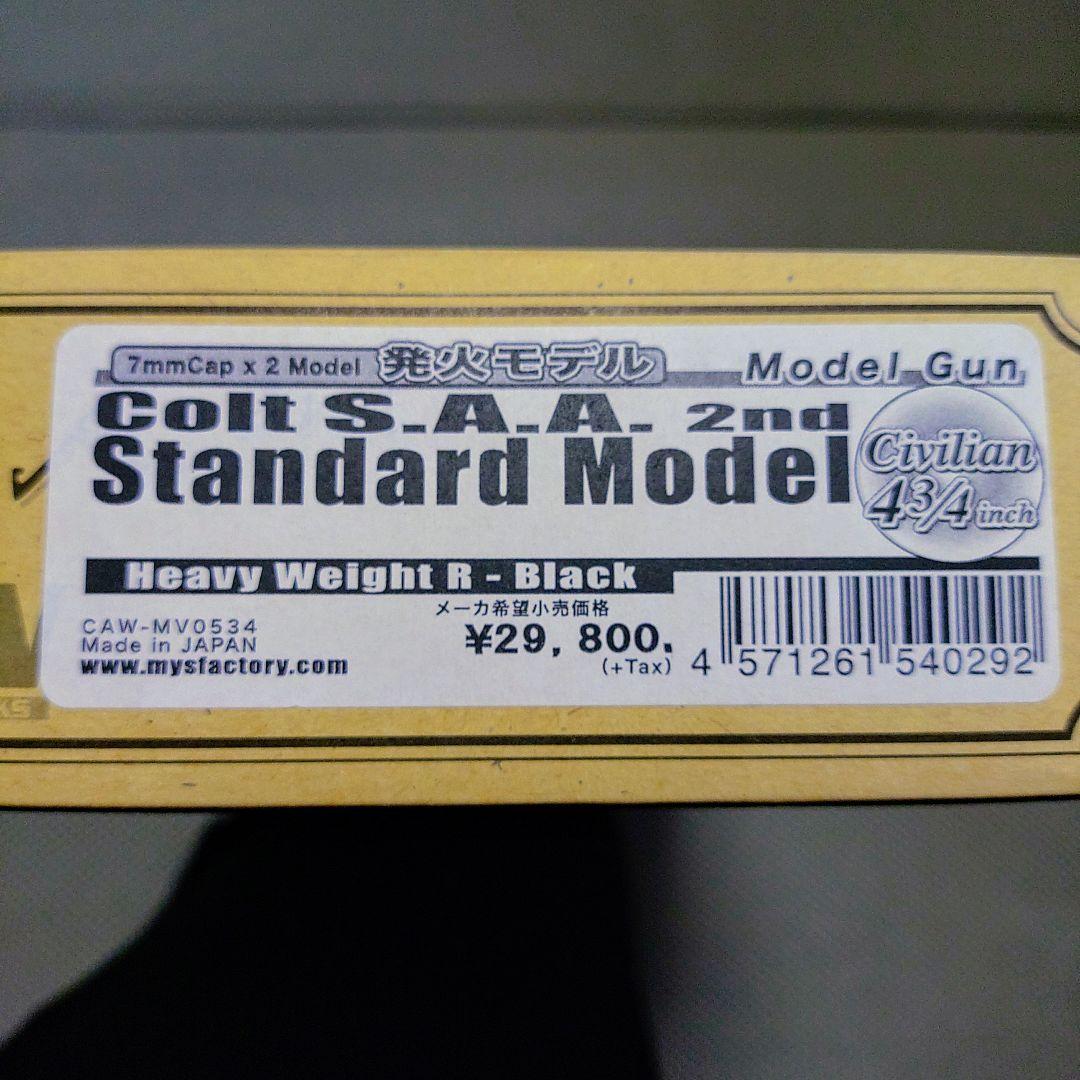 7mmCap x 2 Model 発火モデル Model Gun
Colt S.A.A. 2nd
Standard Model
Civilian
4 3/4 inch
Heavy Weight R - Black
メーカ希望小売価格
CAW-MV0534
¥29,800.
Made in JAPAN
(+Tax)
www.mysfactory.com
4 571261 540292
KS